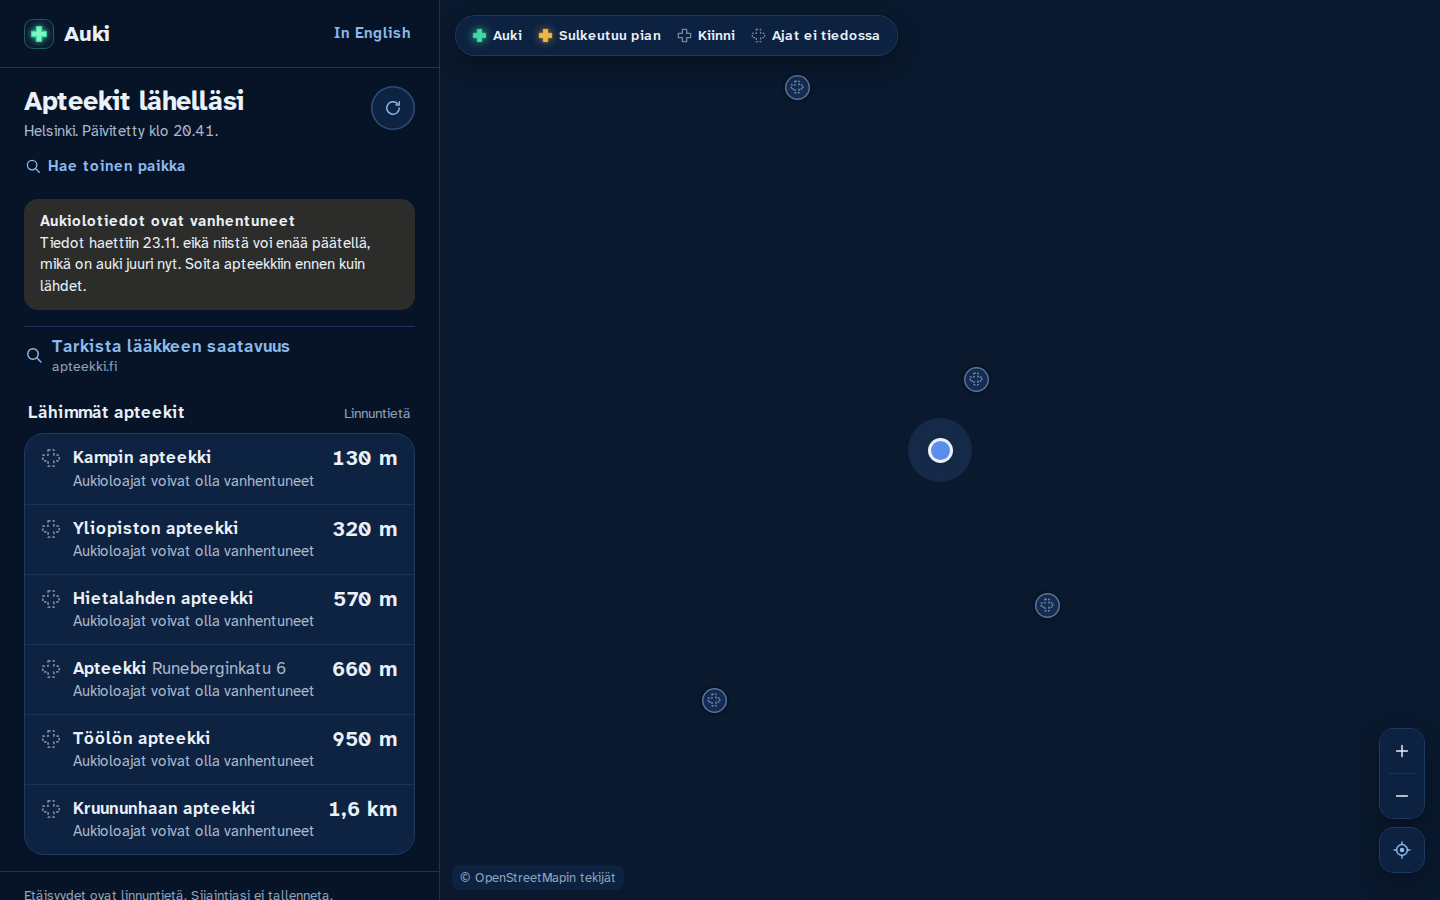 Auki
In English
Apteekit lähelläsi
Helsinki. Päivitetty klo 20.41.
Hae toinen paikka
Aukiolotiedot ovat vanhentuneet
Tiedot haettiin 23.11. eikä niistä voi enää päätellä,
mikä on auki juuri nyt. Soita apteekkiin ennen kuin
lähdet.
Tarkista lääkkeen saatavuus
apteekki.fi
Lähimmät apteekit
Linnuntietä
Kampin apteekki 130 m
Aukioloajat voivat olla vanhentuneet
Yliopiston apteekki 320 m
Aukioloajat voivat olla vanhentuneet
Hietalahden apteekki 570 m
Aukioloajat voivat olla vanhentuneet
Apteekki Runeberginkatu 6 660 m
Aukioloajat voivat olla vanhentuneet
Töölön apteekki 950 m
Aukioloajat voivat olla vanhentuneet
Kruununhaan apteekki 1,6 km
Aukioloajat voivat olla vanhentuneet
Etäisyydet ovat linnuntietä. Sijaintiasi ei tallenneta.
Auki Sulkeutuu pian Kiinni Ajat ei tiedossa
© OpenStreetMapin tekijät